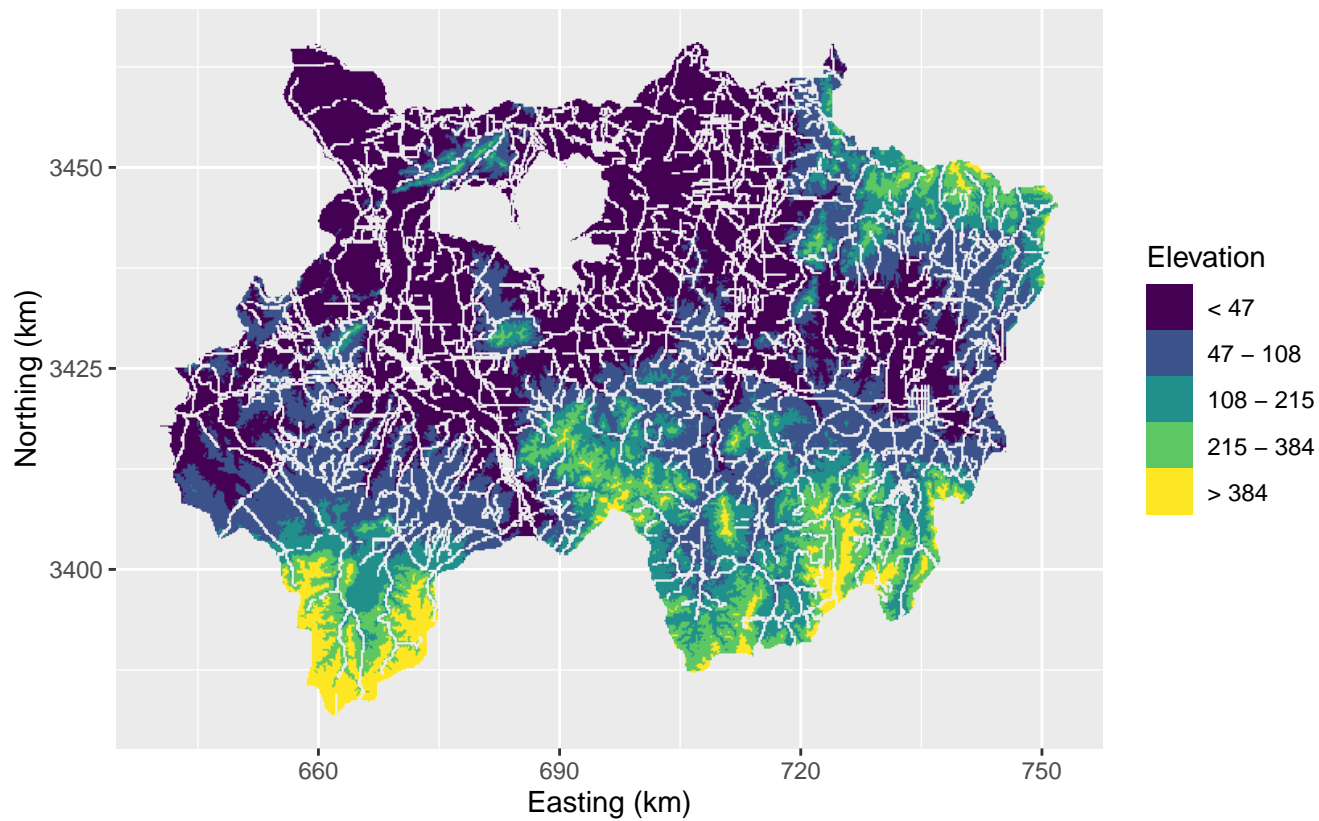 3450
3425
3400
Northing (km)
660
690
720
750
Easting (km)
Elevation
< 47
47 – 108
108 – 215
215 – 384
> 384